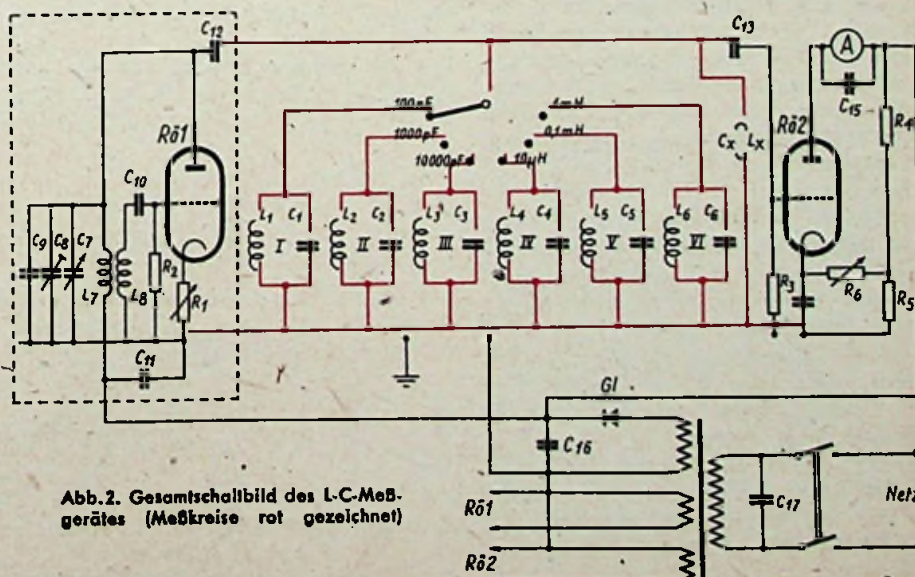 C12
C13
A
C15
R4
Rö1
Rö2
100pF
1mH
1000pF
0,1mH
10000pF
10µH
Cx Lx
C10
C9 C8 C7
R2
L7 L8
R1
C11
L1 C1
I
L2 C2
II
L3 C3
III
L4 C4
IV
L5 C5
V
L6 C6
VI
R3
R6
R5
Gl
C16
C17
Netz
Rö1
Rö2
Abb. 2. Gesamtschaltbild des L-C-Meß-
gerätes (Meßkreise rot gezeichnet)